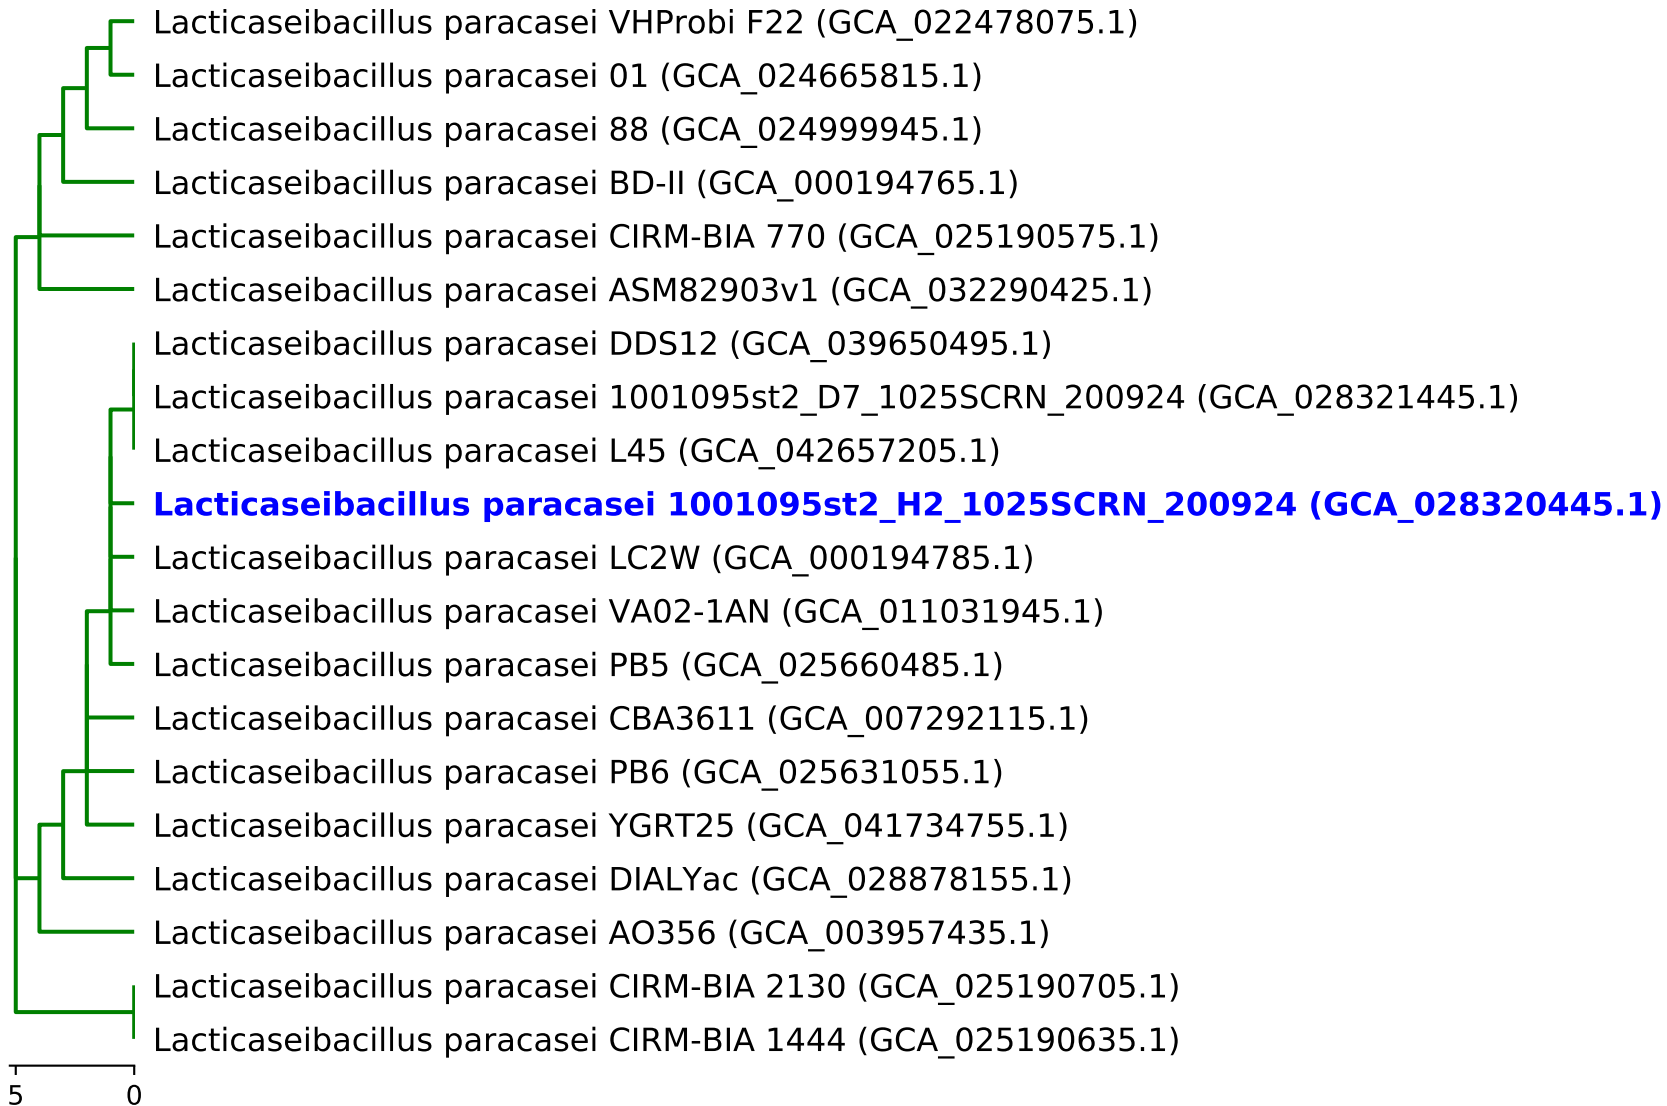 Lacticaseibacillus paracasei VHProbi F22 (GCA_022478075.1)
Lacticaseibacillus paracasei 01 (GCA_024665815.1)
Lacticaseibacillus paracasei 88 (GCA_024999945.1)
Lacticaseibacillus paracasei BD-II (GCA_000194765.1)
Lacticaseibacillus paracasei CIRM-BIA 770 (GCA_025190575.1)
Lacticaseibacillus paracasei ASM82903v1 (GCA_032290425.1)
Lacticaseibacillus paracasei DDS12 (GCA_039650495.1)
Lacticaseibacillus paracasei 1001095st2_D7_1025SCRN_200924 (GCA_028321445.1)
Lacticaseibacillus paracasei L45 (GCA_042657205.1)
Lacticaseibacillus paracasei 1001095st2_H2_1025SCRN_200924 (GCA_028320445.1)
Lacticaseibacillus paracasei LC2W (GCA_000194785.1)
Lacticaseibacillus paracasei VA02-1AN (GCA_011031945.1)
Lacticaseibacillus paracasei PB5 (GCA_025660485.1)
Lacticaseibacillus paracasei CBA3611 (GCA_007292115.1)
Lacticaseibacillus paracasei PB6 (GCA_025631055.1)
Lacticaseibacillus paracasei YGRT25 (GCA_041734755.1)
Lacticaseibacillus paracasei DIALYac (GCA_028878155.1)
Lacticaseibacillus paracasei AO356 (GCA_003957435.1)
Lacticaseibacillus paracasei CIRM-BIA 2130 (GCA_025190705.1)
Lacticaseibacillus paracasei CIRM-BIA 1444 (GCA_025190635.1)
5 0